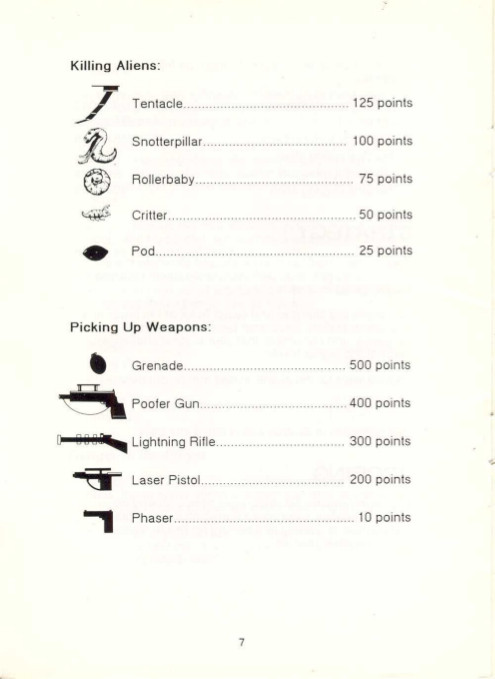 Killing Aliens:
Tentacle................................................ 125 points
Snotterpillar.......................................... 100 points
Rollerbaby............................................... 75 points
Critter....................................................... 50 points
Pod.......................................................... 25 points
Picking Up Weapons:
Grenade............................................... 500 points
Poofer Gun........................................... 400 points
Lightning Rifle...................................... 300 points
Laser Pistol.......................................... 200 points
Phaser.................................................... 10 points
7